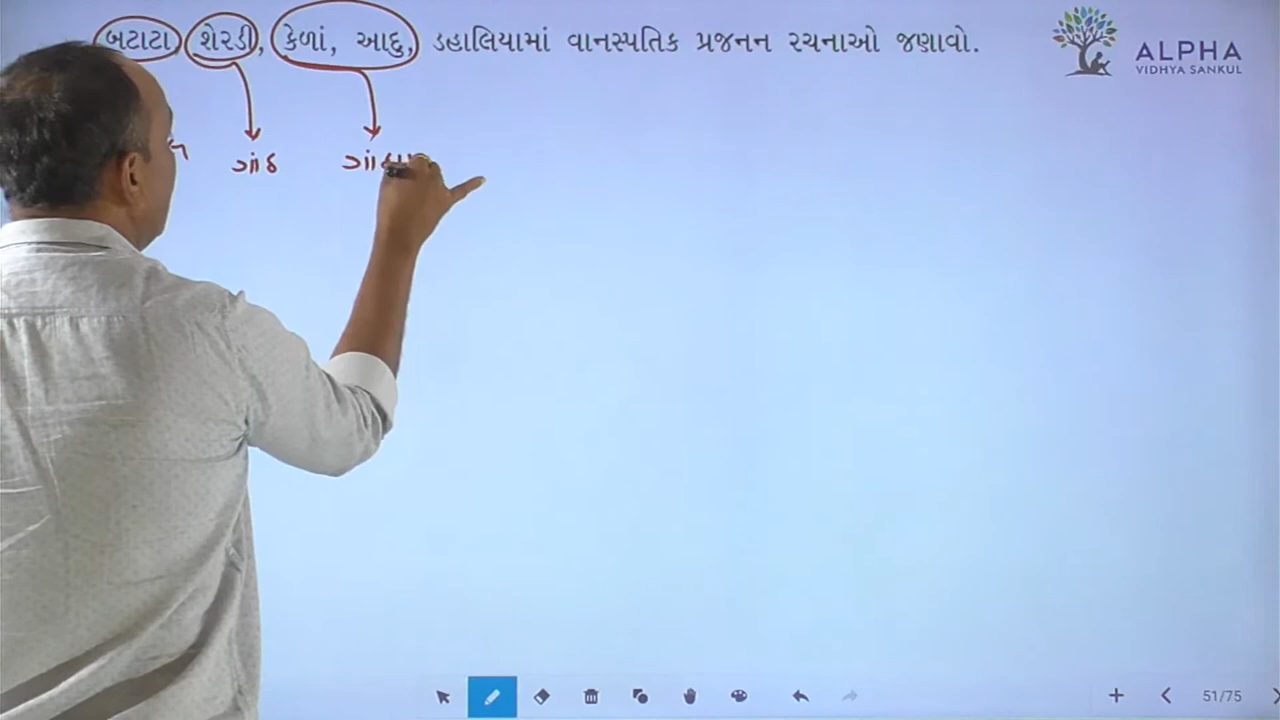 બટાટા, શેરડી, કેળાં, આદુ, ડહાલિયામાં વાનસ્પતિક પ્રજનન રચનાઓ જણાવો.
ALPHA
VIDHYA SANKUL
ગાંઠ
51/75